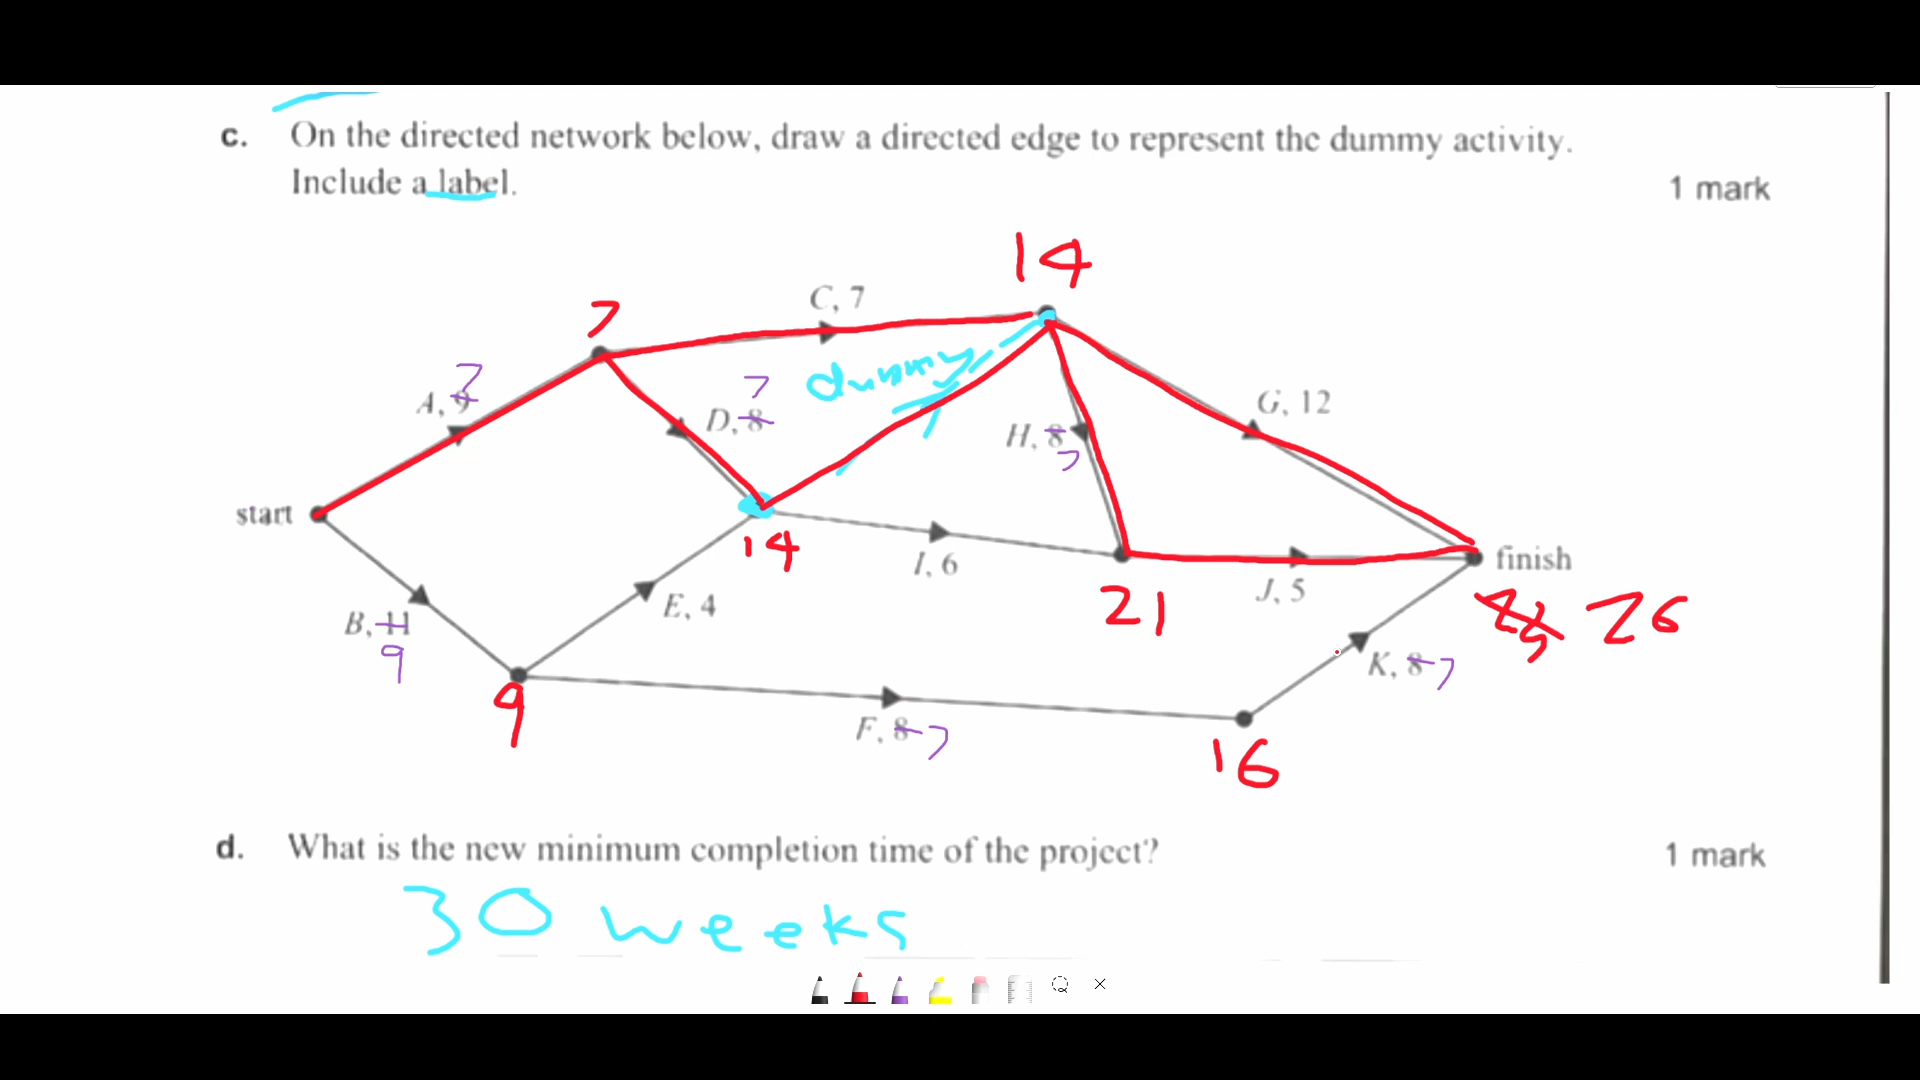 c. On the directed network below, draw a directed edge to represent the dummy activity.
Include a label.
1 mark
14
C, 7
7
dummy
7
A, 9
7
D, 8
G, 12
H, 8
7
start
14
I, 6
finish
J, 5
21
26
E, 4
B, 11
9
K, 8 7
9
F, 8 7
16
d. What is the new minimum completion time of the project?
1 mark
30 weeks